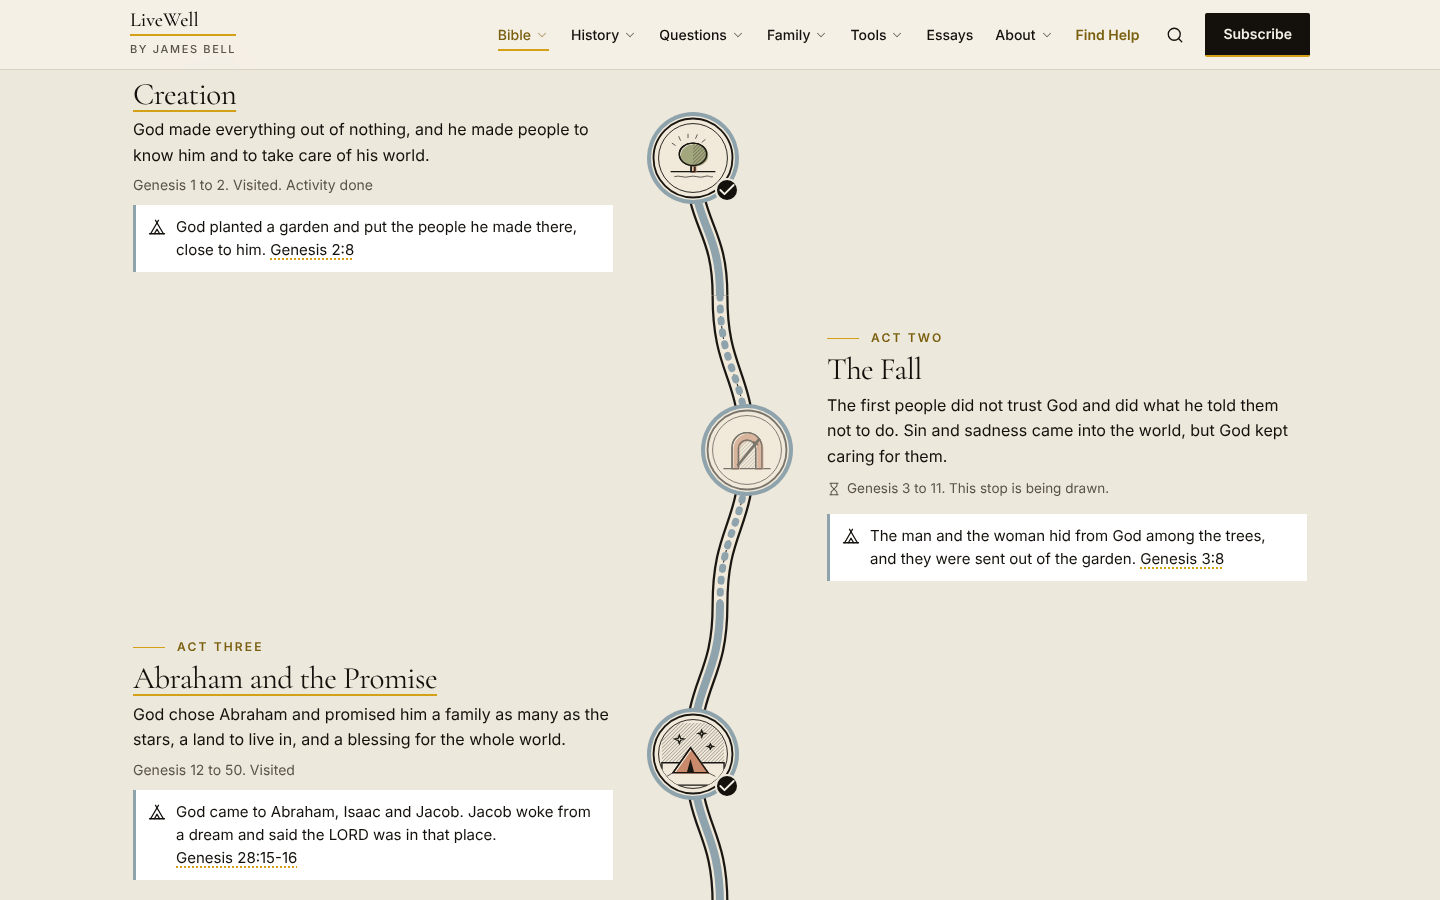 LiveWell
BY JAMES BELL
Bible
History
Questions
Family
Tools
Essays
About
Find Help
Subscribe
Creation
God made everything out of nothing, and he made people to
know him and to take care of his world.
Genesis 1 to 2. Visited. Activity done
God planted a garden and put the people he made there,
close to him. Genesis 2:8
ACT TWO
The Fall
The first people did not trust God and did what he told them
not to do. Sin and sadness came into the world, but God kept
caring for them.
Genesis 3 to 11. This stop is being drawn.
The man and the woman hid from God among the trees,
and they were sent out of the garden. Genesis 3:8
ACT THREE
Abraham and the Promise
God chose Abraham and promised him a family as many as the
stars, a land to live in, and a blessing for the whole world.
Genesis 12 to 50. Visited
God came to Abraham, Isaac and Jacob. Jacob woke from
a dream and said the LORD was in that place.
Genesis 28:15-16